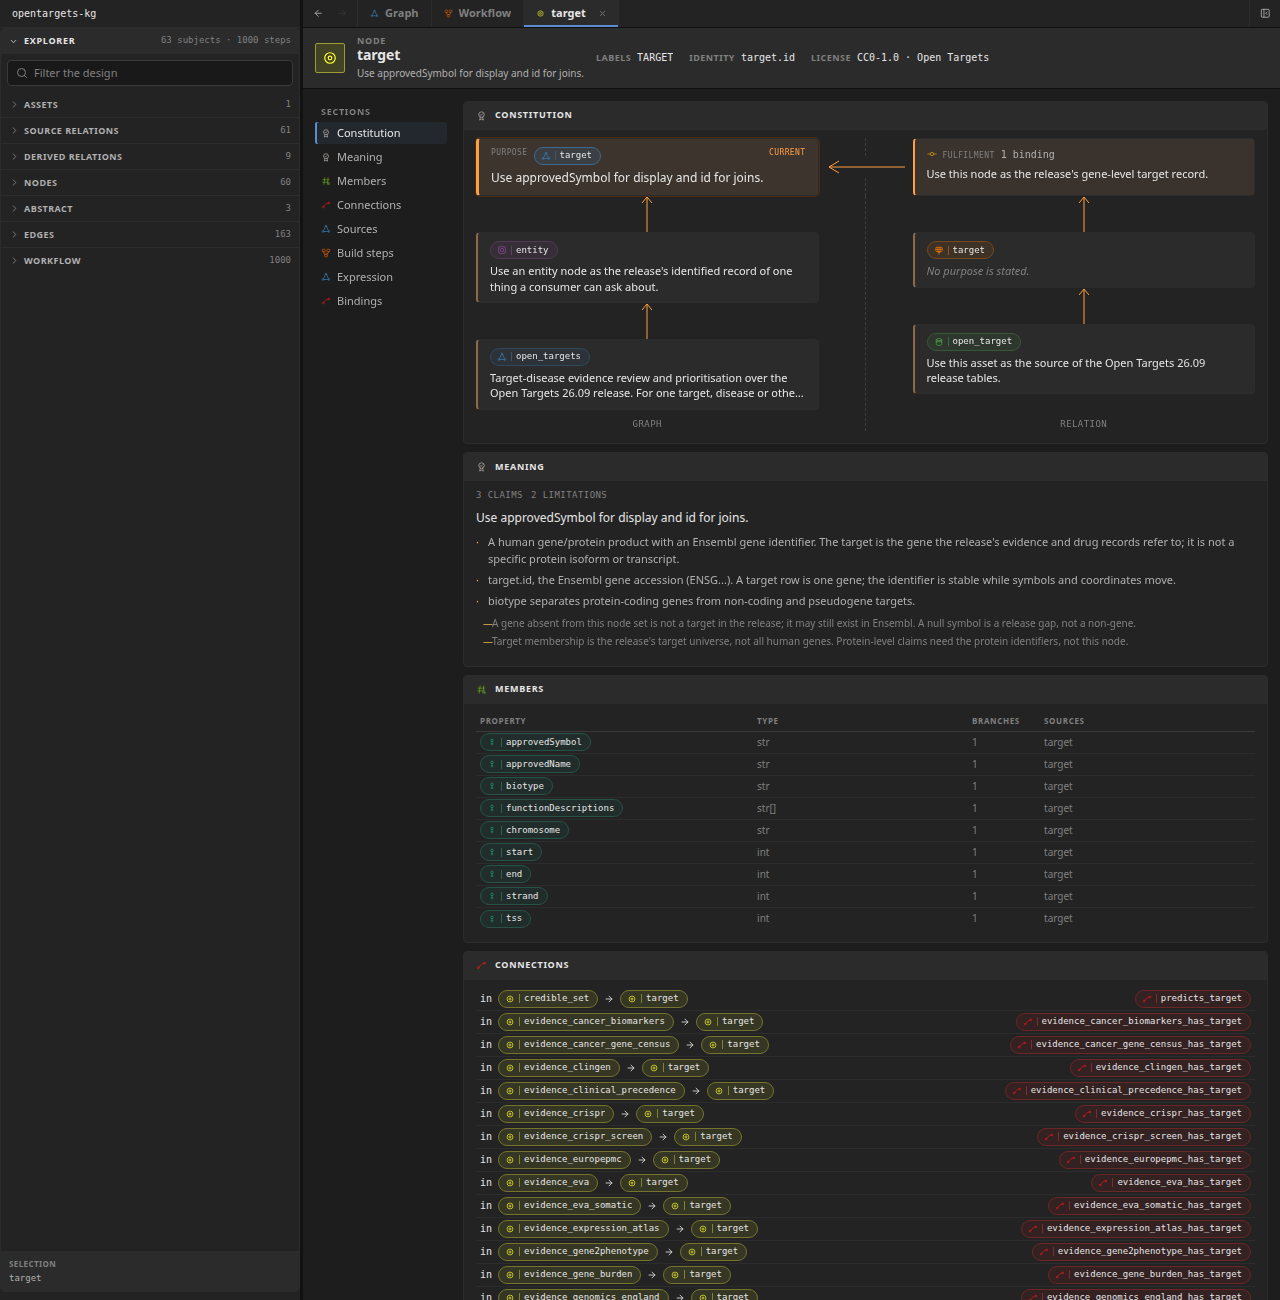 opentargets-kg
Graph
Workflow
target
EXPLORER
63 subjects · 1000 steps
Filter the design
ASSETS 1
SOURCE RELATIONS 61
DERIVED RELATIONS 9
NODES 60
ABSTRACT 3
EDGES 163
WORKFLOW 1000
SELECTION
target
NODE
target
Use approvedSymbol for display and id for joins.
LABELS TARGET IDENTITY target.id LICENSE CC0-1.0 · Open Targets
SECTIONS
Constitution
Meaning
Members
Connections
Sources
Build steps
Expression
Bindings
CONSTITUTION
PURPOSE target CURRENT
Use approvedSymbol for display and id for joins.
FULFILMENT 1 binding
Use this node as the release's gene-level target record.
entity
Use an entity node as the release's identified record of one
thing a consumer can ask about.
target
No purpose is stated.
open_targets
Target-disease evidence review and prioritisation over the
Open Targets 26.09 release. For one target, disease or othe...
open_target
Use this asset as the source of the Open Targets 26.09
release tables.
GRAPH
RELATION
MEANING
3 CLAIMS 2 LIMITATIONS
Use approvedSymbol for display and id for joins.
· A human gene/protein product with an Ensembl gene identifier. The target is the gene the release's evidence and drug records refer to; it is not a
specific protein isoform or transcript.
· target.id, the Ensembl gene accession (ENSG...). A target row is one gene; the identifier is stable while symbols and coordinates move.
· biotype separates protein-coding genes from non-coding and pseudogene targets.
—A gene absent from this node set is not a target in the release; it may still exist in Ensembl. A null symbol is a release gap, not a non-gene.
—Target membership is the release's target universe, not all human genes. Protein-level claims need the protein identifiers, not this node.
MEMBERS
PROPERTY TYPE BRANCHES SOURCES
approvedSymbol str 1 target
approvedName str 1 target
biotype str 1 target
functionDescriptions str[] 1 target
chromosome str 1 target
start int 1 target
end int 1 target
strand int 1 target
tss int 1 target
CONNECTIONS
in credible_set → target predicts_target
in evidence_cancer_biomarkers → target evidence_cancer_biomarkers_has_target
in evidence_cancer_gene_census → target evidence_cancer_gene_census_has_target
in evidence_clingen → target evidence_clingen_has_target
in evidence_clinical_precedence → target evidence_clinical_precedence_has_target
in evidence_crispr → target evidence_crispr_has_target
in evidence_crispr_screen → target evidence_crispr_screen_has_target
in evidence_europepmc → target evidence_europepmc_has_target
in evidence_eva → target evidence_eva_has_target
in evidence_eva_somatic → target evidence_eva_somatic_has_target
in evidence_expression_atlas → target evidence_expression_atlas_has_target
in evidence_gene2phenotype → target evidence_gene2phenotype_has_target
in evidence_gene_burden → target evidence_gene_burden_has_target
in evidence_genomics_england → target evidence_genomics_england_has_target